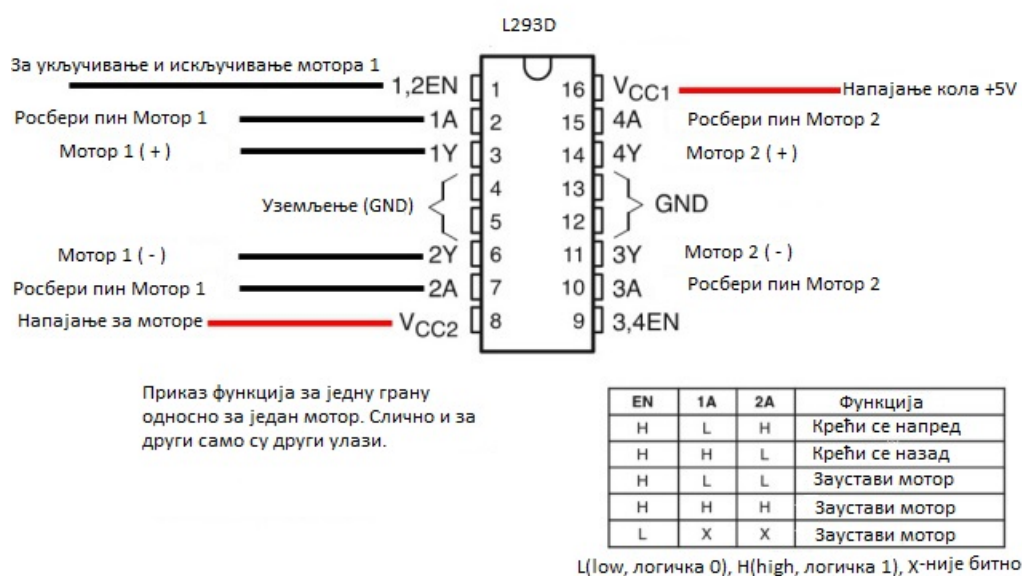 L293D
За укључивање и искључивање мотора 1
1,2EN 1 16 VCC1 Напајање кола +5V
Росбери пин Мотор 1 1A 2 15 4A Росбери пин Мотор 2
Мотор 1 ( + ) 1Y 3 14 4Y Мотор 2 ( + )
4 13
Уземљење (GND) GND
5 12
Мотор 1 ( - ) 2Y 6 11 3Y Мотор 2 ( - )
Росбери пин Мотор 1 2A 7 10 3A Росбери пин Мотор 2
Напајање за моторе VCC2 8 9 3,4EN
Приказ функција за једну грану
односно за један мотор. Слично и за
други само су други улази.
EN 1A 2A Функција
H L H Крећи се напред
H H L Крећи се назад
H L L Заустави мотор
H H H Заустави мотор
L X X Заустави мотор
L(low, логичка 0), H(high, логичка 1), X-није битно